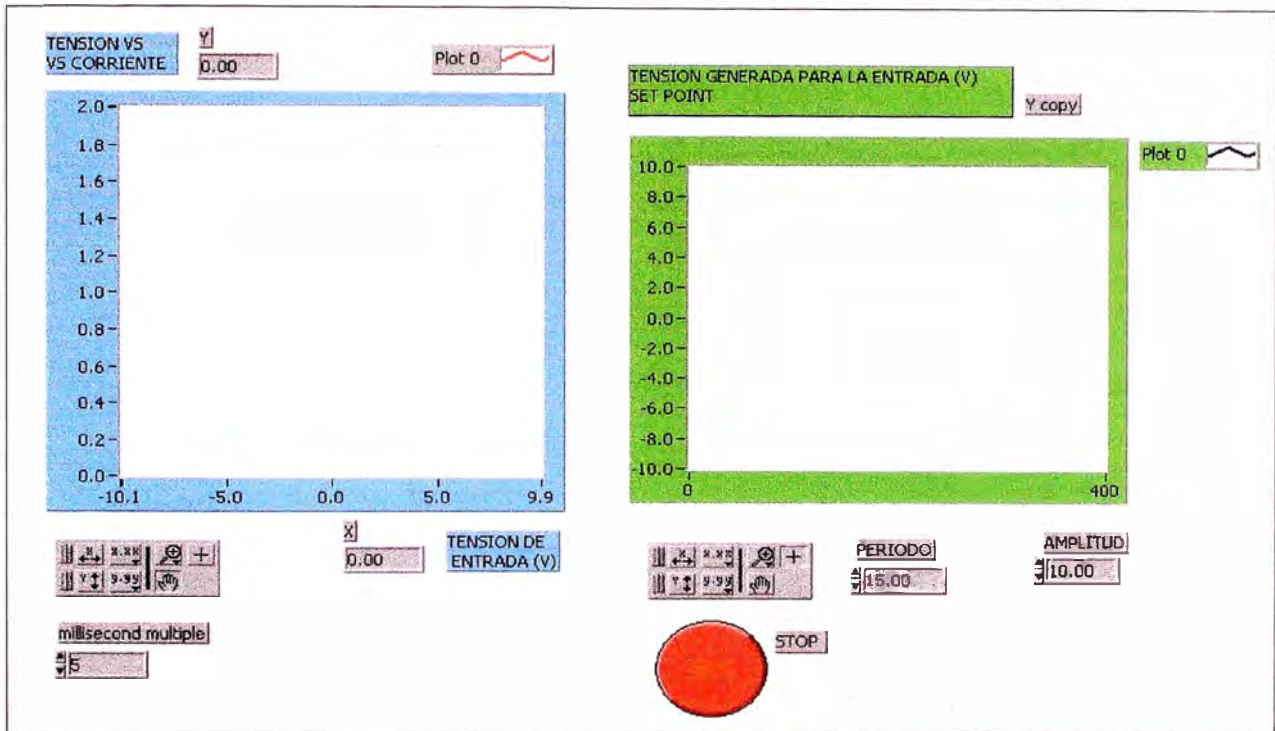 TENSION VS
VS CORRIENTE
Y
0.00
Plot 0
2.0
1.8
1.6
1.4
1.2
1.0
0.8
0.6
0.4
0.2
0.0
-10.1 -5.0 0.0 5.0 9.9
X
0.00
TENSION DE
ENTRADA (V)
X.XX
Y.YY
millisecond multiple
5
TENSION GENERADA PARA LA ENTRADA (V)
SET POINT
Y copy
Plot 0
10.0
8.0
6.0
4.0
2.0
0.0
-2.0
-4.0
-6.0
-8.0
-10.0
0 400
X.XX
Y.YY
PERIODO
15.00
AMPLITUD
10.00
STOP